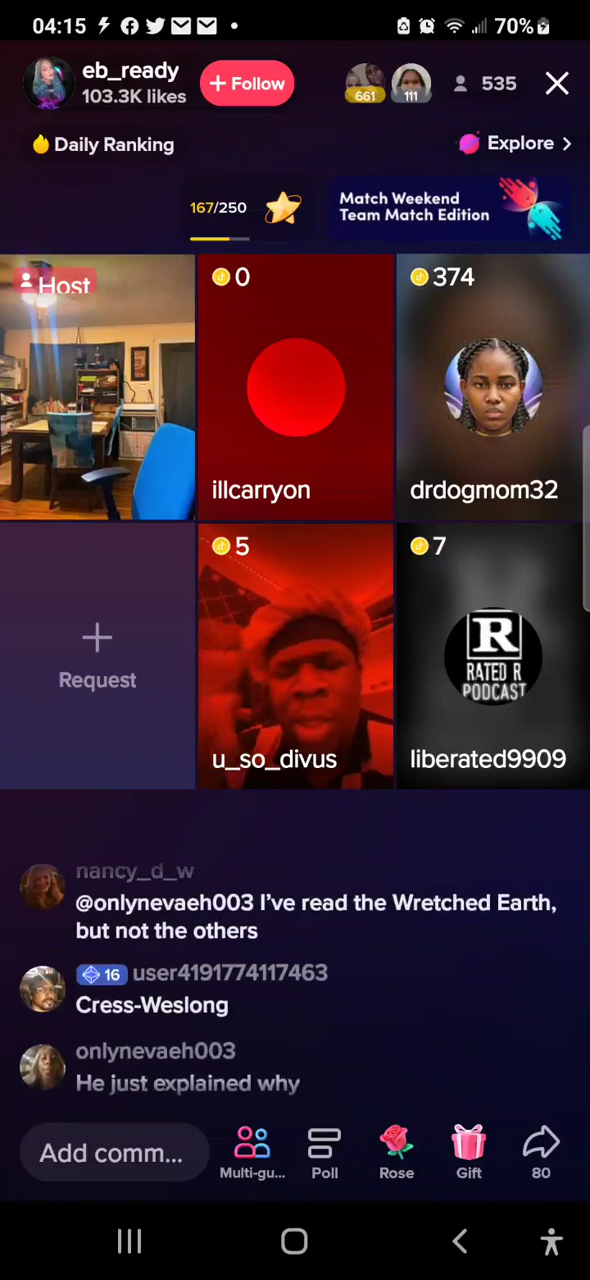 04:15
70%
eb_ready
103.3K likes
+ Follow
661
111
535
Daily Ranking
Explore >
167/250
Match Weekend
Team Match Edition
Host
0
374
illcarryon
drdogmom32
Request
5
7
R
RATED R
PODCAST
u_so_divus
liberated9909
nancy_d_w
@onlynevaeh003 I've read the Wretched Earth,
but not the others
16 user4191774117463
Cress-Weslong
onlynevaeh003
He just explained why
Add comm...
Multi-gu...
Poll
Rose
Gift
80